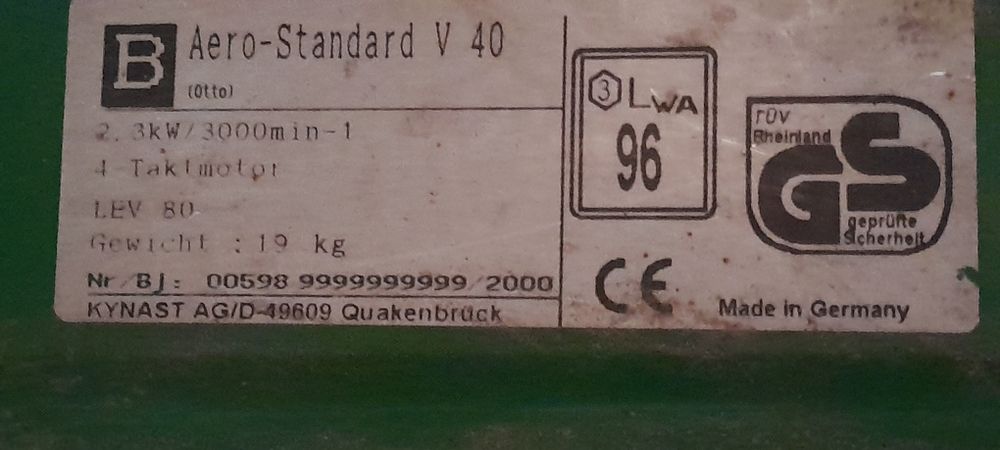 B
Aero-Standard V 40
(Otto)
2.3kW/3000min-1
4 Taktmotor
LEV 80
Gewicht : 19 kg
Nr/BJ: 00598 9999999999/2000
KYNAST AG/D-49609 Quakenbrück
3 LWA
96
CE
TÜV
Rheinland
GS
geprüfte
Sicherheit
Made in Germany